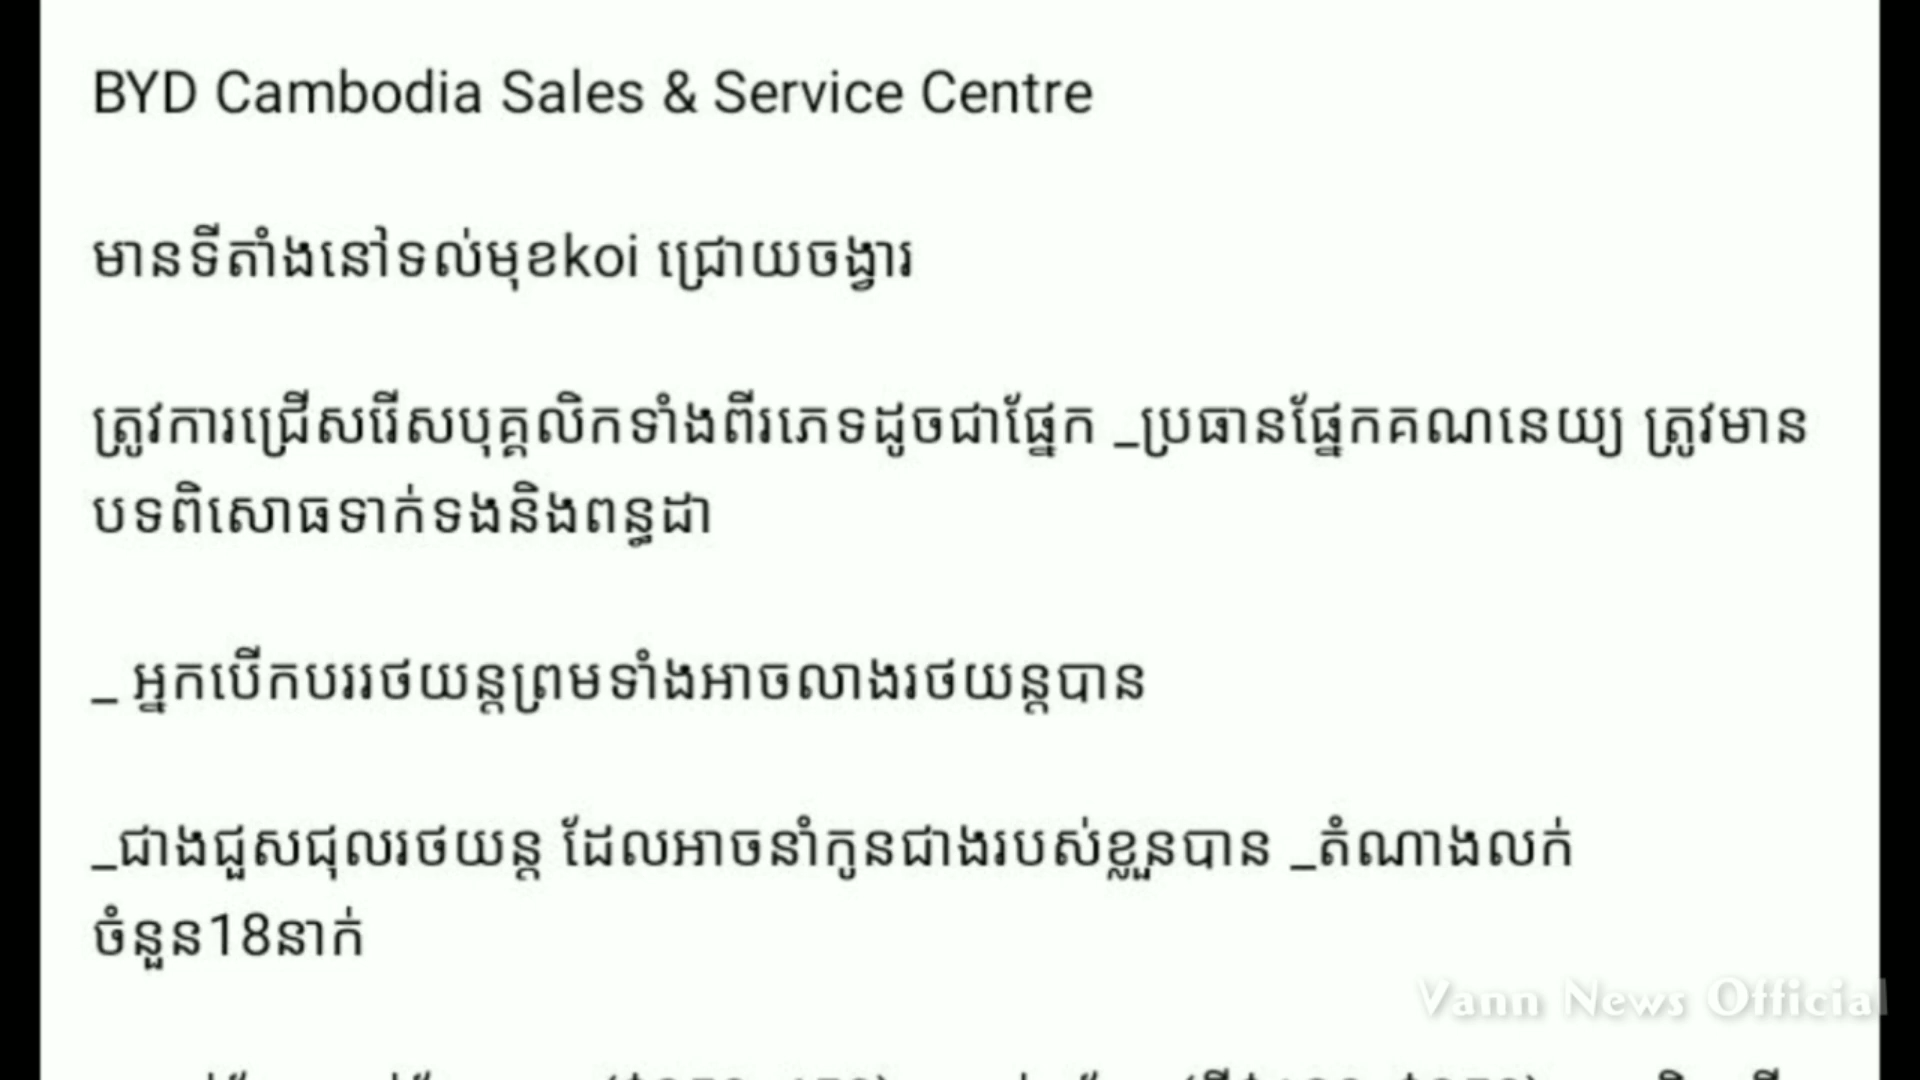 BYD Cambodia Sales & Service Centre
មានទីតាំងនៅទល់មុខkoi ជ្រោយចង្វារ
ត្រូវការជ្រើសរើសបុគ្គលិកទាំងពីរភេទដូចជាផ្នែក _ប្រធានផ្នែកគណនេយ្យ ត្រូវមាន
បទពិសោធទាក់ទងនិងពន្ធដា
_ អ្នកបើកបររថយន្តព្រមទាំងអាចលាងរថយន្តបាន
_ជាងជួសជុលរថយន្ត ដែលអាចនាំកូនជាងរបស់ខ្លួនបាន _តំណាងលក់
ចំនួន18នាក់
Vann News Official